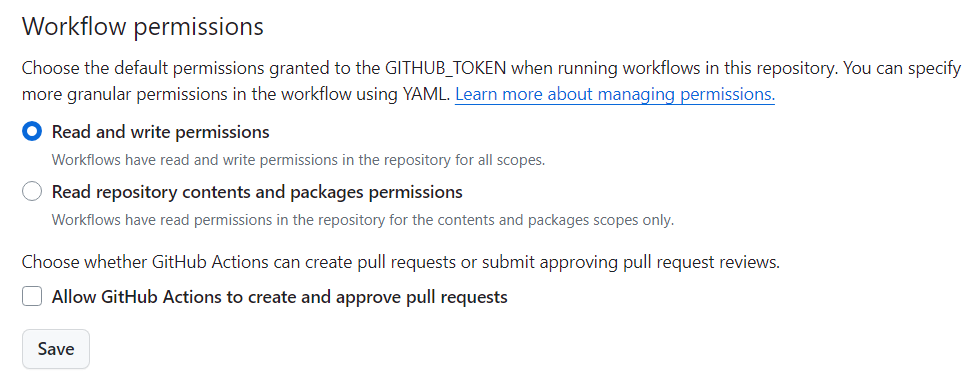 Workflow permissions
Choose the default permissions granted to the GITHUB_TOKEN when running workflows in this repository. You can specify
more granular permissions in the workflow using YAML. Learn more about managing permissions.
Read and write permissions
Workflows have read and write permissions in the repository for all scopes.
Read repository contents and packages permissions
Workflows have read permissions in the repository for the contents and packages scopes only.
Choose whether GitHub Actions can create pull requests or submit approving pull request reviews.
Allow GitHub Actions to create and approve pull requests
Save